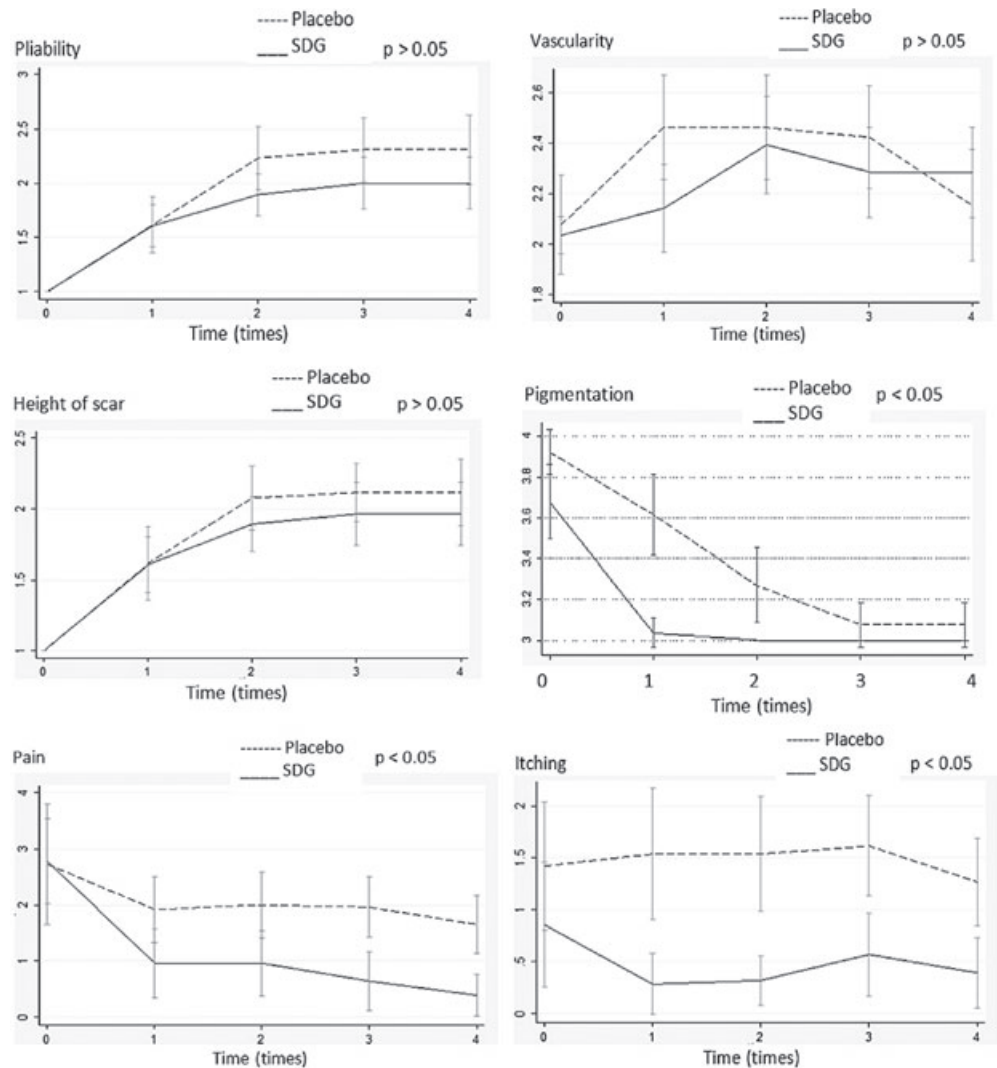 ----- Placebo
Pliability
___ SDG p > 0.05
3
2.5
2
1.5
1
0 1 2 3 4
Time (times)
----- Placebo
Vascularity
___ SDG p > 0.05
2.6
2.4
2.2
2
1.8
0 1 2 3 4
Time (times)
----- Placebo
Height of scar
___ SDG p > 0.05
2.5
2
1.5
1
0 1 2 3 4
Time (times)
----- Placebo
Pigmentation p < 0.05
___ SDG
4
3.8
3.6
3.4
3.2
3
0 1 2 3 4
Time (times)
----- Placebo
Pain p < 0.05
____ SDG
4
3
2
1
0
0 1 2 3 4
Time (times)
----- Placebo
Itching
___ SDG p < 0.05
2
1.5
1
.5
0
0 1 2 3 4
Time (times)